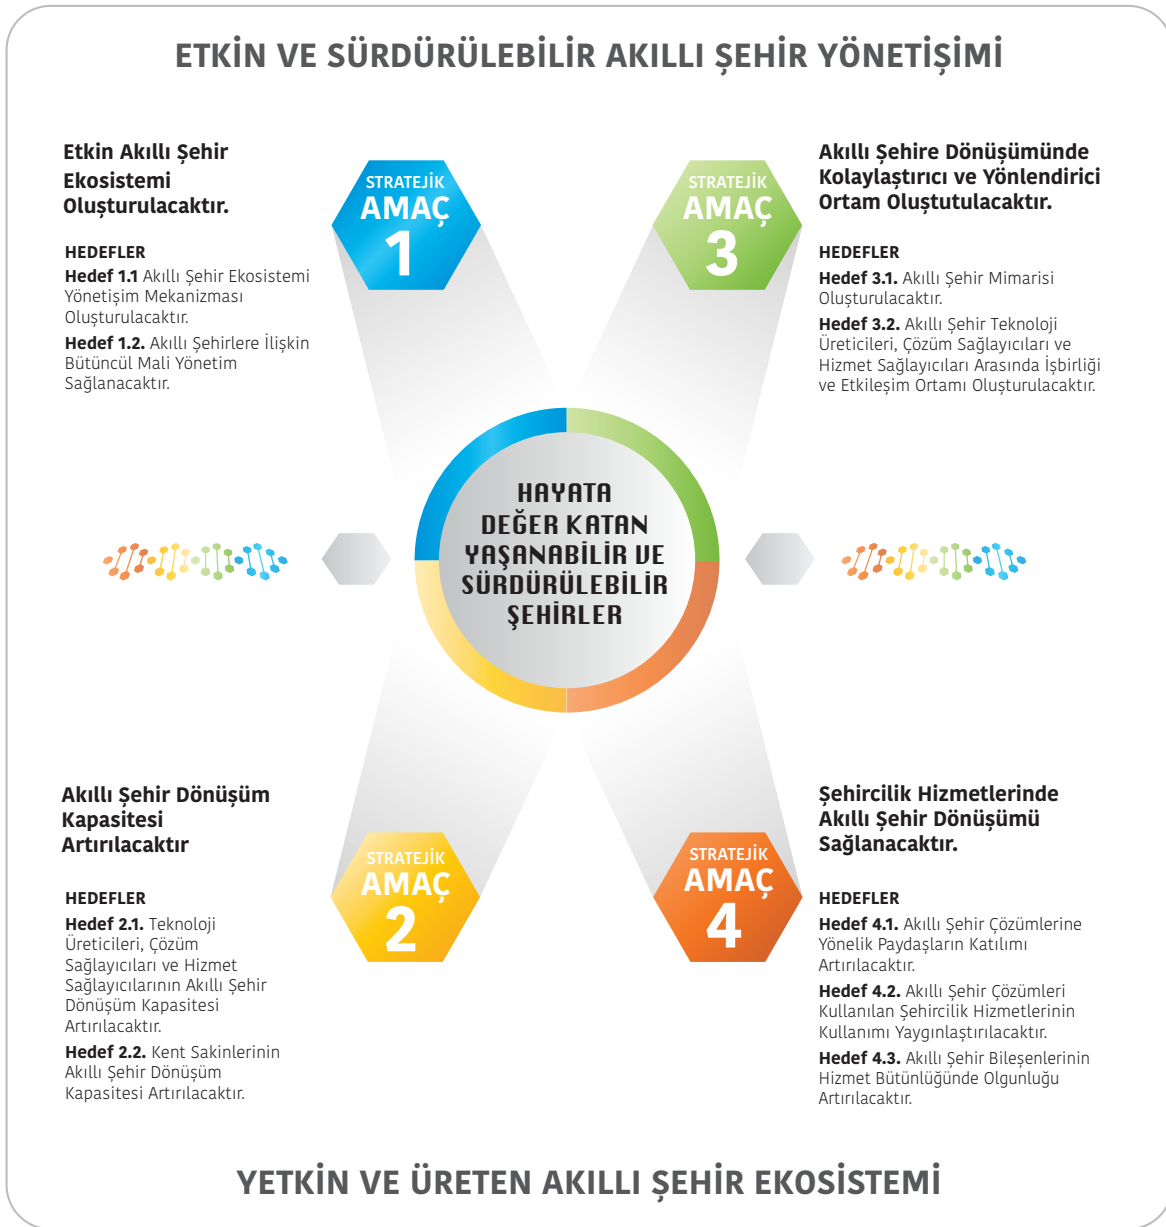 ETKİN VE SÜRDÜRÜLEBİLİR AKILLI ŞEHİR YÖNETİŞİMİ
Etkin Akıllı Şehir
Ekosistemi
Oluşturulacaktır.
HEDEFLER
Hedef 1.1 Akıllı Şehir Ekosistemi
Yönetişim Mekanizması
Oluşturulacaktır.
Hedef 1.2. Akıllı Şehirlere İlişkin
Bütüncül Mali Yönetim
Sağlanacaktır.
STRATEJİK
AMAÇ
1
STRATEJİK
AMAÇ
3
Akıllı Şehire Dönüşümünde
Kolaylaştırıcı ve Yönlendirici
Ortam Oluştutulacaktır.
HEDEFLER
Hedef 3.1. Akıllı Şehir Mimarisi
Oluşturulacaktır.
Hedef 3.2. Akıllı Şehir Teknoloji
Üreticileri, Çözüm Sağlayıcıları ve
Hizmet Sağlayıcıları Arasında İşbirliği
ve Etkileşim Ortamı Oluşturulacaktır.
HAYATA
DEĞER KATAN
YAŞANABİLİR VE
SÜRDÜRÜLEBİLİR
ŞEHİRLER
Akıllı Şehir Dönüşüm
Kapasitesi
Artırılacaktır
HEDEFLER
Hedef 2.1. Teknoloji
Üreticileri, Çözüm
Sağlayıcıları ve Hizmet
Sağlayıcılarının Akıllı Şehir
Dönüşüm Kapasitesi
Artırılacaktır.
Hedef 2.2. Kent Sakinlerinin
Akıllı Şehir Dönüşüm
Kapasitesi Artırılacaktır.
STRATEJİK
AMAÇ
2
STRATEJİK
AMAÇ
4
Şehircilik Hizmetlerinde
Akıllı Şehir Dönüşümü
Sağlanacaktır.
HEDEFLER
Hedef 4.1. Akıllı Şehir Çözümlerine
Yönelik Paydaşların Katılımı
Artırılacaktır.
Hedef 4.2. Akıllı Şehir Çözümleri
Kullanılan Şehircilik Hizmetlerinin
Kullanımı Yaygınlaştırılacaktır.
Hedef 4.3. Akıllı Şehir Bileşenlerinin
Hizmet Bütünlüğünde Olgunluğu
Artırılacaktır.
YETKİN VE ÜRETEN AKILLI ŞEHİR EKOSİSTEMİ